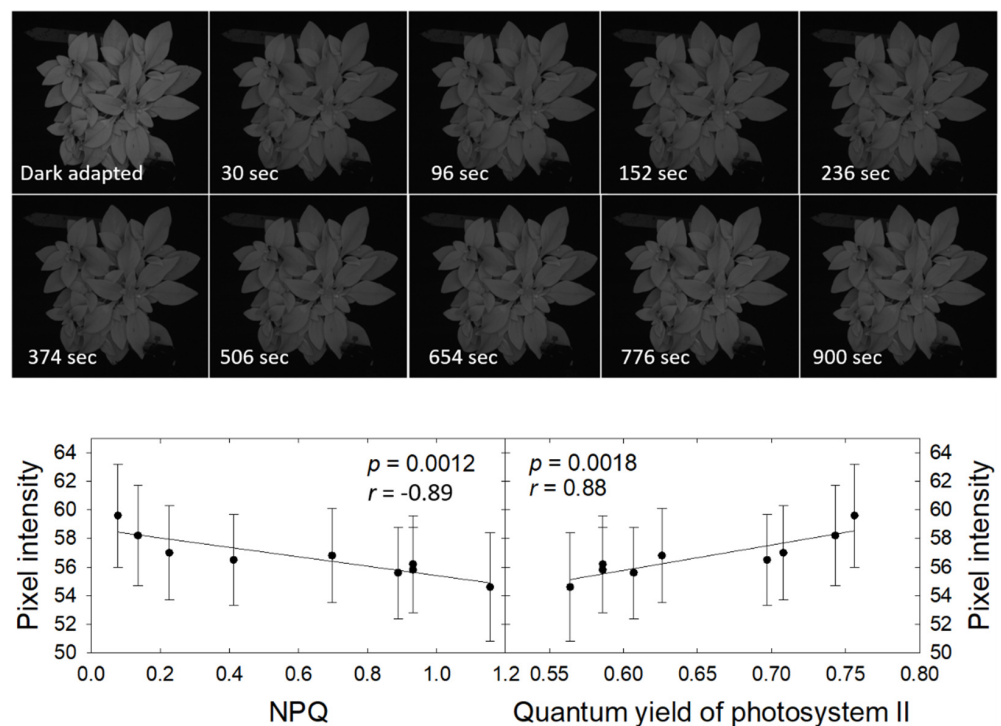 Dark adapted
30 sec
96 sec
152 sec
236 sec
374 sec
506 sec
654 sec
776 sec
900 sec
64
62
60
58
56
54
52
50
Pixel intensity
p = 0.0012
r = -0.89
p = 0.0018
r = 0.88
64
62
60
58
56
54
52
50
Pixel intensity
0.0 0.2 0.4 0.6 0.8 1.0 1.2
0.55 0.60 0.65 0.70 0.75 0.80
NPQ
Quantum yield of photosystem II